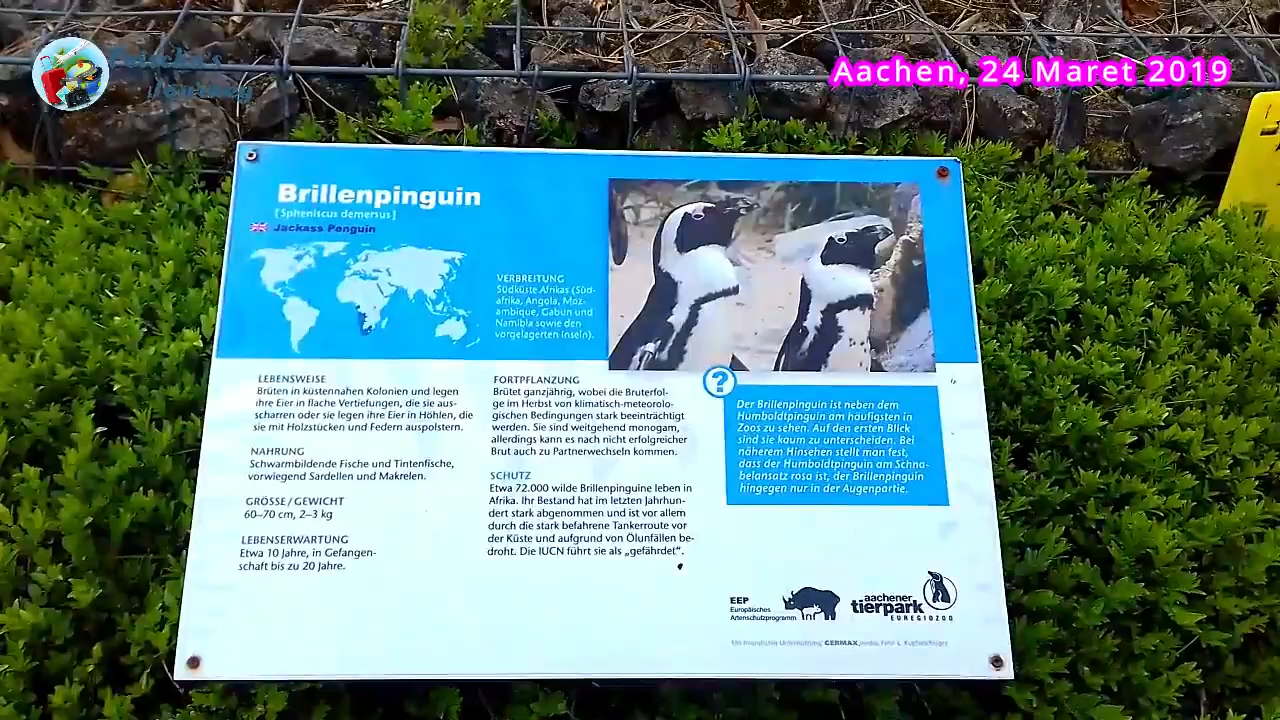 Aachen, 24 Maret 2019
Brillenpinguin
[Spheniscus demersus]
Jackass Penguin
VERBREITUNG
Südküste Afrikas (Süd-
afrika, Angola, Moz-
ambique, Gabun und
Namibia sowie den
vorgelagerten Inseln).
LEBENSWEISE
Brüten in küstennahen Kolonien und legen
ihre Eier in flache Vertiefungen, die sie aus-
scharren oder sie legen ihre Eier in Höhlen, die
sie mit Holzstücken und Federn auspolstern.
NAHRUNG
Schwarmbildende Fische und Tintenfische,
vorwiegend Sardellen und Makrelen.
GRÖSSE / GEWICHT
60–70 cm, 2–3 kg
LEBENSERWARTUNG
Etwa 10 Jahre, in Gefangen-
schaft bis zu 20 Jahre.
FORTPFLANZUNG
Brütet ganzjährig, wobei die Bruterfol-
ge im Herbst von klimatisch-meteorolo-
gischen Bedingungen stark beeinträchtigt
werden. Sie sind weitgehend monogam,
allerdings kann es nach nicht erfolgreicher
Brut auch zu Partnerwechseln kommen.
SCHUTZ
Etwa 72.000 wilde Brillenpinguine leben in
Afrika. Ihr Bestand hat im letzten Jahrhun-
dert stark abgenommen und ist vor allem
durch die stark befahrene Tankerroute vor
der Küste und aufgrund von Ölunfällen be-
droht. Die IUCN führt sie als „gefährdet“.
?
Der Brillenpinguin ist neben dem
Humboldtpinguin am häufigsten in
Zoos zu sehen. Auf den ersten Blick
sind sie kaum zu unterscheiden. Bei
näherem Hinsehen stellt man fest,
dass der Humboldtpinguin am Schna-
belansatz rosa ist, der Brillenpinguin
hingegen nur in der Augenpartie.
EEP
Europäisches
Artenschutzprogramm
aachener
tierpark
EUREGIOZOO
GERMAX